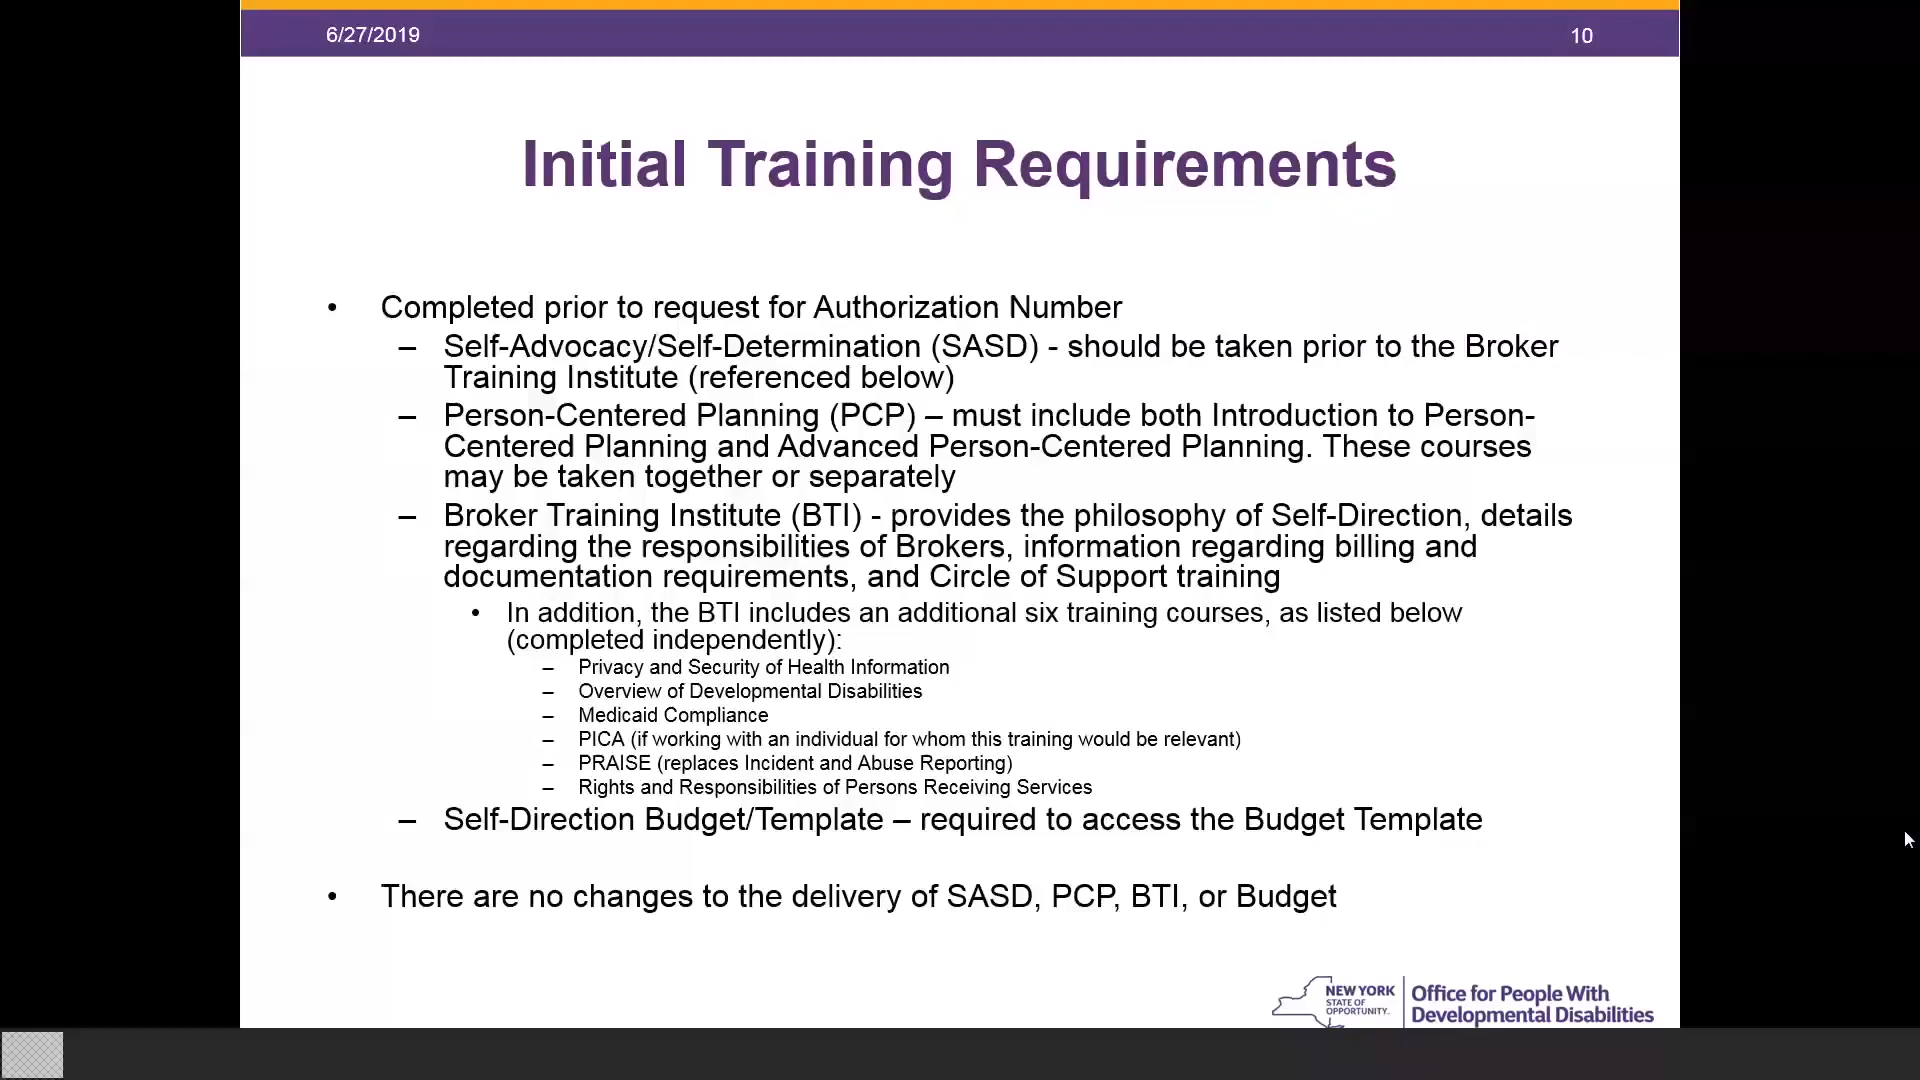 6/27/2019
10
Initial Training Requirements
• Completed prior to request for Authorization Number
– Self-Advocacy/Self-Determination (SASD) - should be taken prior to the Broker
Training Institute (referenced below)
– Person-Centered Planning (PCP) – must include both Introduction to Person-
Centered Planning and Advanced Person-Centered Planning. These courses
may be taken together or separately
– Broker Training Institute (BTI) - provides the philosophy of Self-Direction, details
regarding the responsibilities of Brokers, information regarding billing and
documentation requirements, and Circle of Support training
• In addition, the BTI includes an additional six training courses, as listed below
(completed independently):
– Privacy and Security of Health Information
– Overview of Developmental Disabilities
– Medicaid Compliance
– PICA (if working with an individual for whom this training would be relevant)
– PRAISE (replaces Incident and Abuse Reporting)
– Rights and Responsibilities of Persons Receiving Services
– Self-Direction Budget/Template – required to access the Budget Template
• There are no changes to the delivery of SASD, PCP, BTI, or Budget
NEW YORK
STATE OF
OPPORTUNITY.
Office for People With
Developmental Disabilities